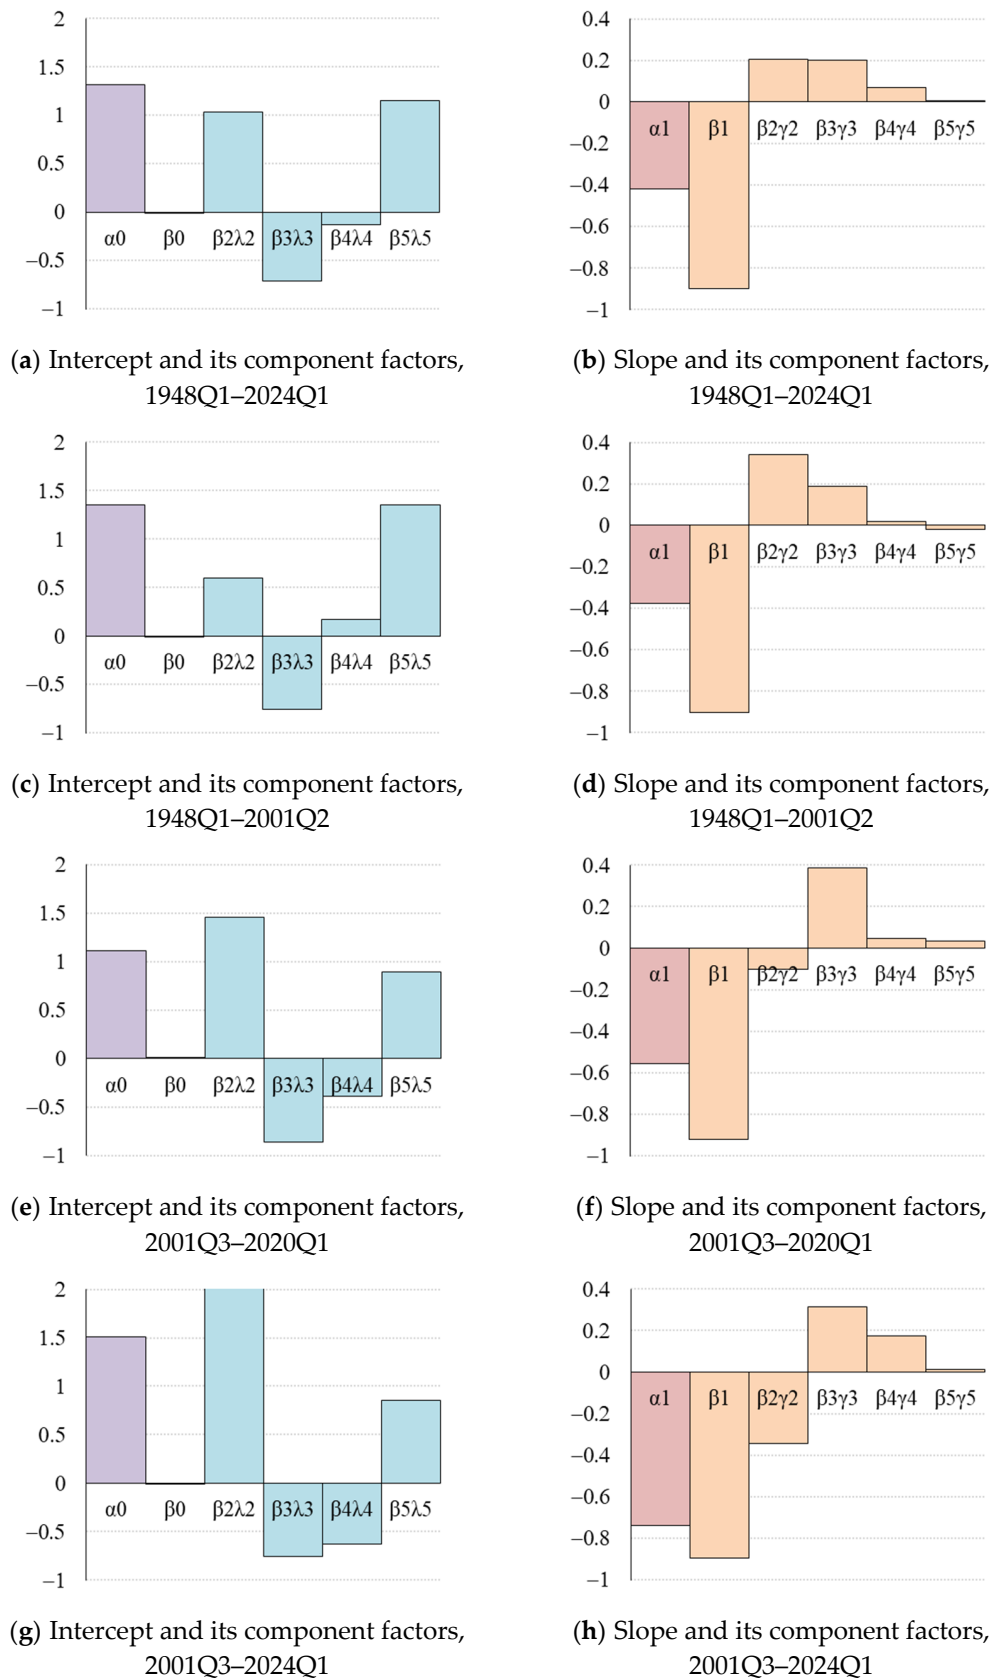 2
1.5
1
0.5
0
−0.5
−1
α0 β0 β2λ2 β3λ3 β4λ4 β5λ5
(a) Intercept and its component factors,
1948Q1–2024Q1
0.4
0.2
0
−0.2
−0.4
−0.6
−0.8
−1
α1 β1 β2γ2 β3γ3 β4γ4 β5γ5
(b) Slope and its component factors,
1948Q1–2024Q1
2
1.5
1
0.5
0
−0.5
−1
α0 β0 β2λ2 β3λ3 β4λ4 β5λ5
(c) Intercept and its component factors,
1948Q1–2001Q2
0.4
0.2
0
−0.2
−0.4
−0.6
−0.8
−1
α1 β1 β2γ2 β3γ3 β4γ4 β5γ5
(d) Slope and its component factors,
1948Q1–2001Q2
2
1.5
1
0.5
0
−0.5
−1
α0 β0 β2λ2 β3λ3 β4λ4 β5λ5
(e) Intercept and its component factors,
2001Q3–2020Q1
0.4
0.2
0
−0.2
−0.4
−0.6
−0.8
−1
α1 β1 β2γ2 β3γ3 β4γ4 β5γ5
(f) Slope and its component factors,
2001Q3–2020Q1
2
1.5
1
0.5
0
−0.5
−1
α0 β0 β2λ2 β3λ3 β4λ4 β5λ5
(g) Intercept and its component factors,
2001Q3–2024Q1
0.4
0.2
0
−0.2
−0.4
−0.6
−0.8
−1
α1 β1 β2γ2 β3γ3 β4γ4 β5γ5
(h) Slope and its component factors,
2001Q3–2024Q1